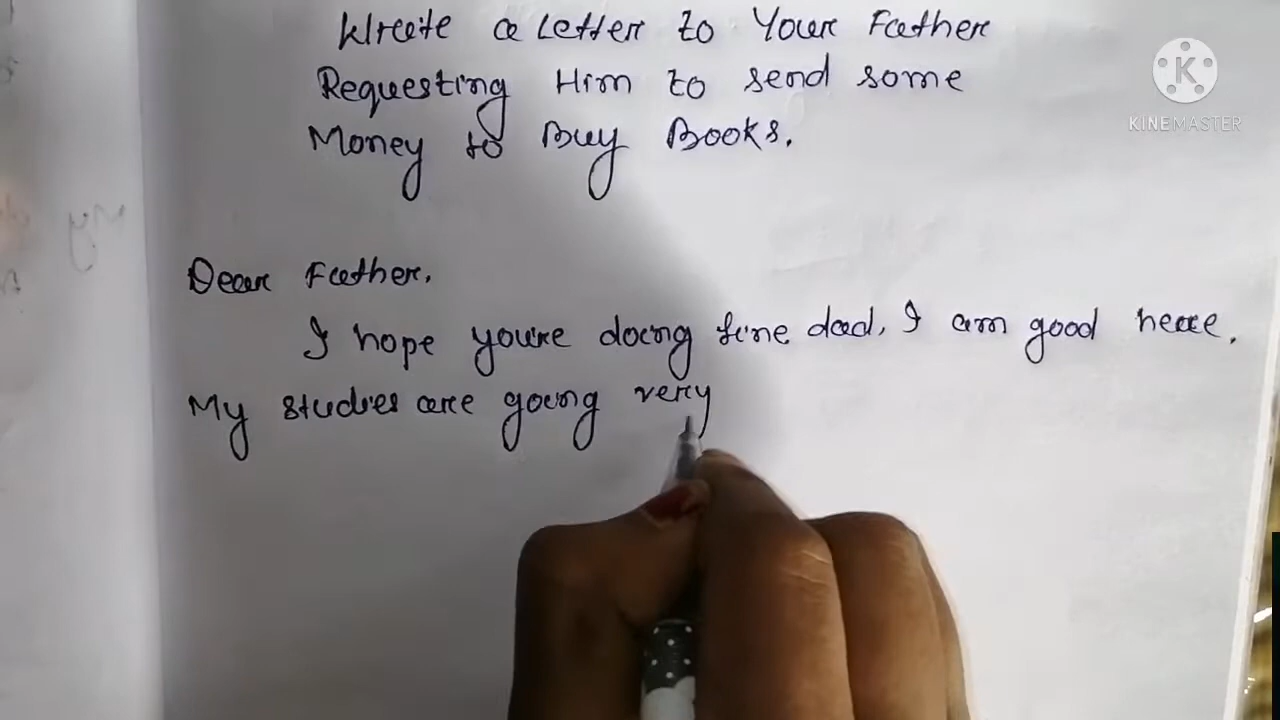 Write a Letter to Your Father
Requesting Him to send some
Money to Buy Books.
Dear Father,
I hope you're doing fine dad, I am good here.
My studies are going very
K
KINEMASTER